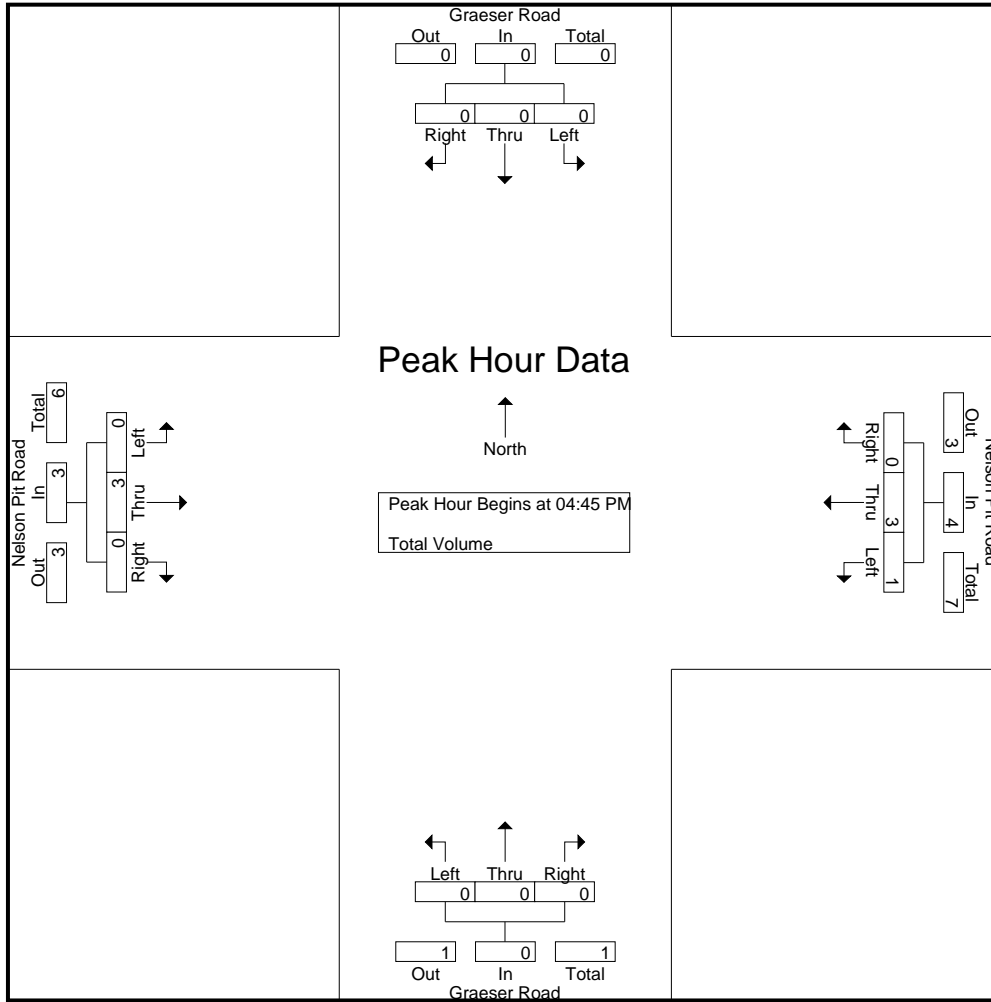 Graeser Road
Out In Total
0 0 0
0 0 0
Right Thru Left
Peak Hour Data
North
Peak Hour Begins at 04:45 PM
Total Volume
Nelson Pit Road
Total In Out
6 3 3
0 3 0
Left Thru Right
Right Thru Left
0 3 1
3 4 7
Out In Total
Nelson Pit Road
Left Thru Right
0 0 0
1 0 1
Out In Total
Graeser Road